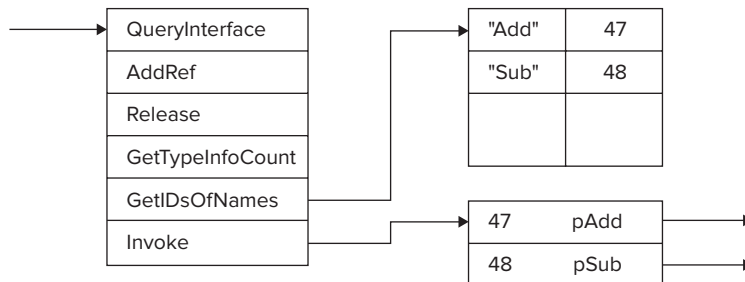 QueryInterface
AddRef
Release
GetTypeInfoCount
GetIDsOfNames
Invoke
"Add" 47
"Sub" 48
47 pAdd
48 pSub